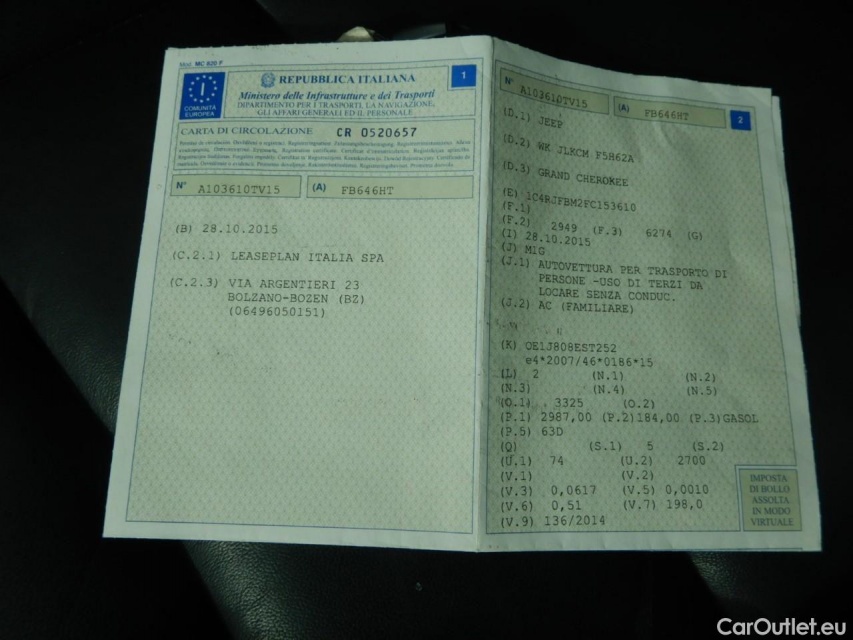 Mod. MC 820 F
I
COMUNITÀ
EUROPEA
REPUBBLICA ITALIANA
Ministero delle Infrastrutture e dei Trasporti
DIPARTIMENTO PER I TRASPORTI, LA NAVIGAZIONE,
GLI AFFARI GENERALI ED IL PERSONALE
1
CARTA DI CIRCOLAZIONE CR 0520657
N° A103610TV15 (A) FB646HT
(B) 28.10.2015
(C.2.1) LEASEPLAN ITALIA SPA
(C.2.3) VIA ARGENTIERI 23
BOLZANO-BOZEN (BZ)
(06496050151)
N° A103610TV15 (A) FB646HT
2
(D.1) JEEP
(D.2) WK JLKCM F5H62A
(D.3) GRAND CHEROKEE
(E) 1C4RJFBM2FC153610
(F.1)
(F.2) 2949 (F.3) 6274 (G)
(I) 28.10.2015
(J) MIG
(J.1) AUTOVETTURA PER TRASPORTO DI
PERSONE -USO DI TERZI DA
LOCARE SENZA CONDUC.
(J.2) AC (FAMILIARE)
(K) OE1J808EST252
e4*2007/46*0186*15
(L) 2 (N.1) (N.2)
(N.3) (N.4) (N.5)
(O.1) 3325 (O.2)
(P.1) 2987,00 (P.2)184,00 (P.3)GASOL
(P.5) 63D
(Q) (S.1) 5 (S.2)
(U.1) 74 (U.2) 2700
(V.1) (V.2)
(V.3) 0,0617 (V.5) 0,0010
(V.6) 0,51 (V.7) 198,0
(V.9) 136/2014
IMPOSTA
DI BOLLO
ASSOLTA
IN MODO
VIRTUALE
CarOutlet.eu